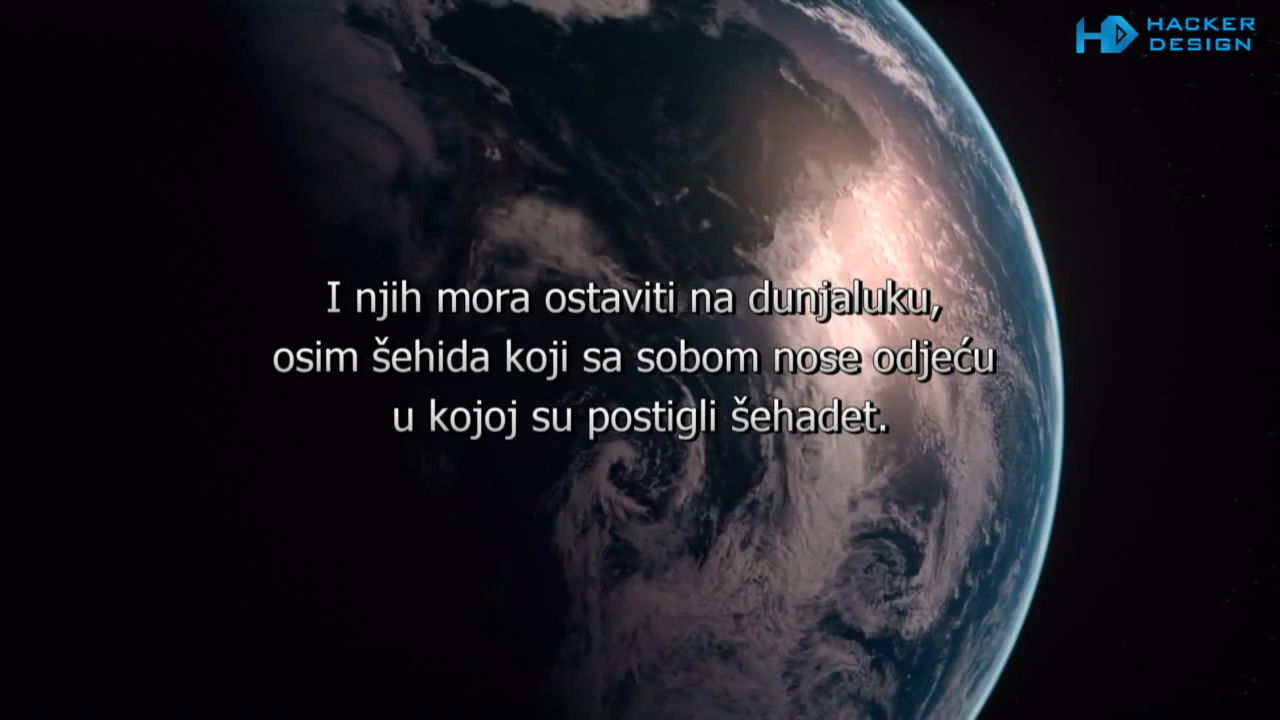 HACKER
DESIGN
I njih mora ostaviti na dunjaluku,
osim šehida koji sa sobom nose odjeću
u kojoj su postigli šehadet.